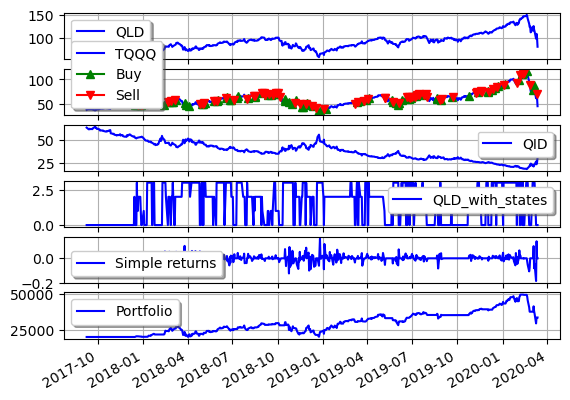 150
100
QLD
TQQQ
Buy
Sell
100
50
50
25
QID
2.5
0.0
QLD_with_states
0.0
−0.2
Simple returns
50000
25000
Portfolio
2017-10
2018-01
2018-04
2018-07
2018-10
2019-01
2019-04
2019-07
2019-10
2020-01
2020-04